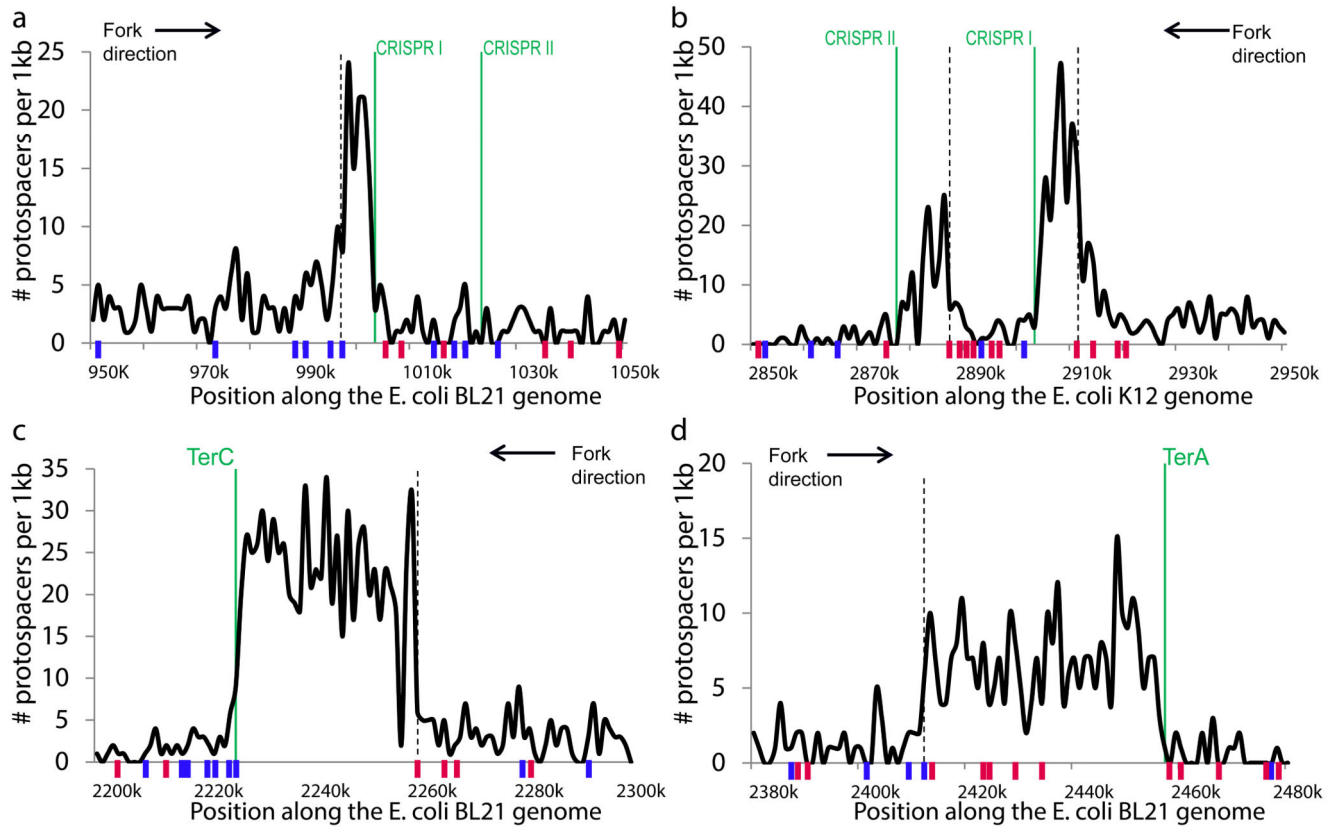 a
Fork
direction
CRISPR I
CRISPR II
# protospacers per 1kb
25
20
15
10
5
0
950k
970k
990k
1010k
1030k
1050k
Position along the E. coli BL21 genome
b
CRISPR II
CRISPR I
Fork
direction
# protospacers per 1kb
50
40
30
20
10
0
2850k
2870k
2890k
2910k
2930k
2950k
Position along the E. coli K12 genome
c
TerC
Fork
direction
# protospacers per 1kb
35
30
25
20
15
10
5
0
2200k
2220k
2240k
2260k
2280k
2300k
Position along the E. coli BL21 genome
d
Fork
direction
TerA
# protospacers per 1kb
20
15
10
5
0
2380k
2400k
2420k
2440k
2460k
2480k
Position along the E. coli BL21 genome